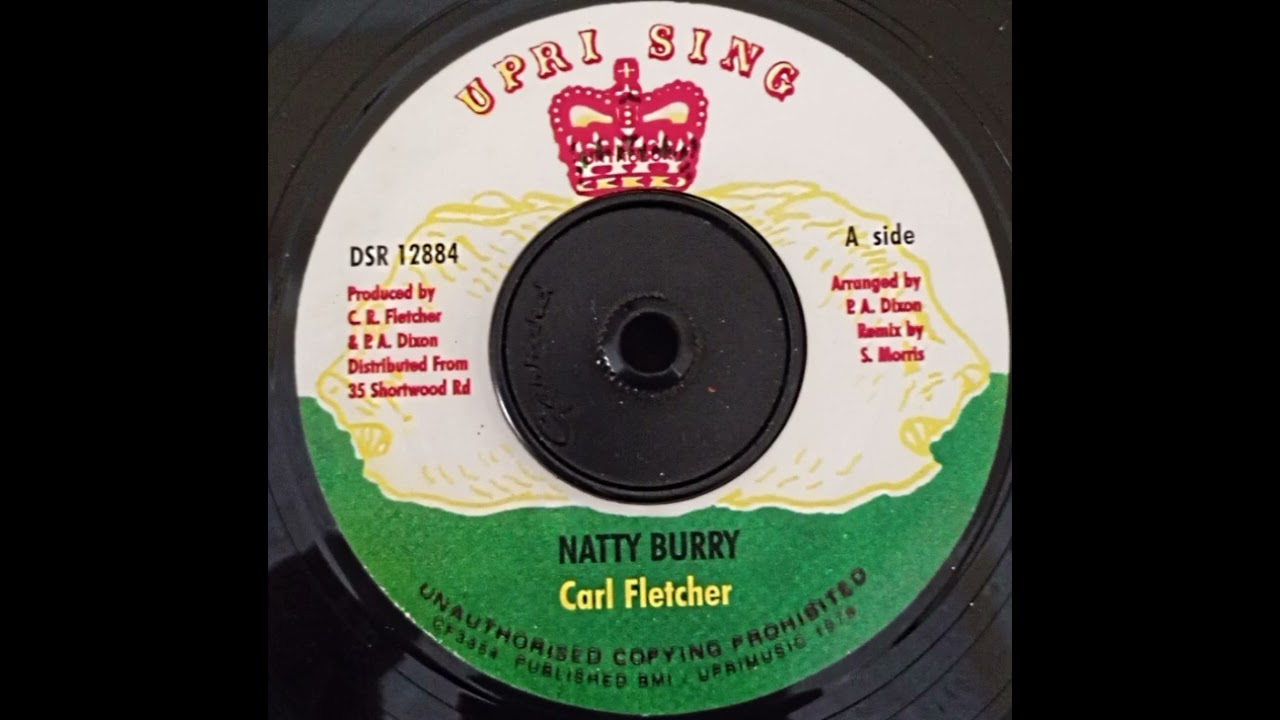 UPRI SING
DSR 12884
Produced by
C. R. Fletcher
& P. A. Dixon
Distributed From
35 Shortwood Rd
A side
Arranged by
P. A. Dixon
Remix by
S. Morris
NATTY BURRY
Carl Fletcher
UNAUTHORISED COPYING PROHIBITED
PUBLISHED BMI - UPRIMUSIC